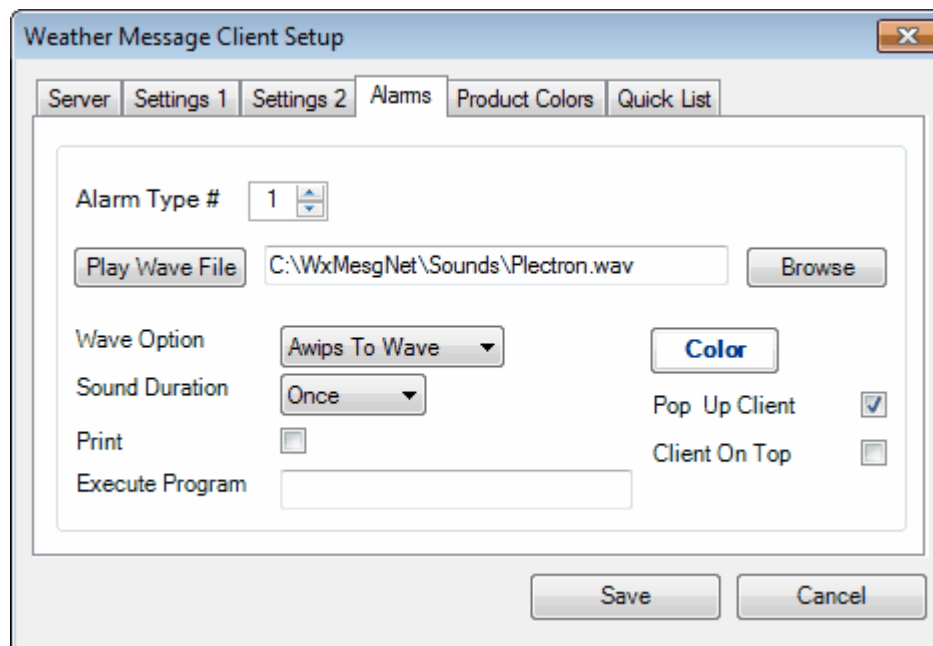 Weather Message Client Setup
Server Settings 1 Settings 2 Alarms Product Colors Quick List
Alarm Type # 1
Play Wave File C:\WxMesgNet\Sounds\Plectron.wav Browse
Wave Option Awips To Wave Color
Sound Duration Once Pop Up Client
Print Client On Top
Execute Program
Save Cancel